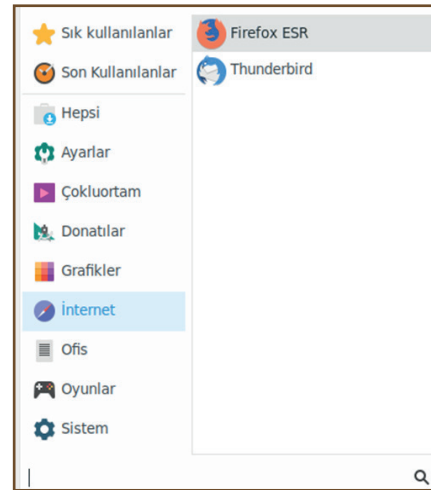 Sık kullanılanlar
Son Kullanılanlar
Hepsi
Ayarlar
Çokluortam
Donatılar
Grafikler
İnternet
Ofis
Oyunlar
Sistem
Firefox ESR
Thunderbird